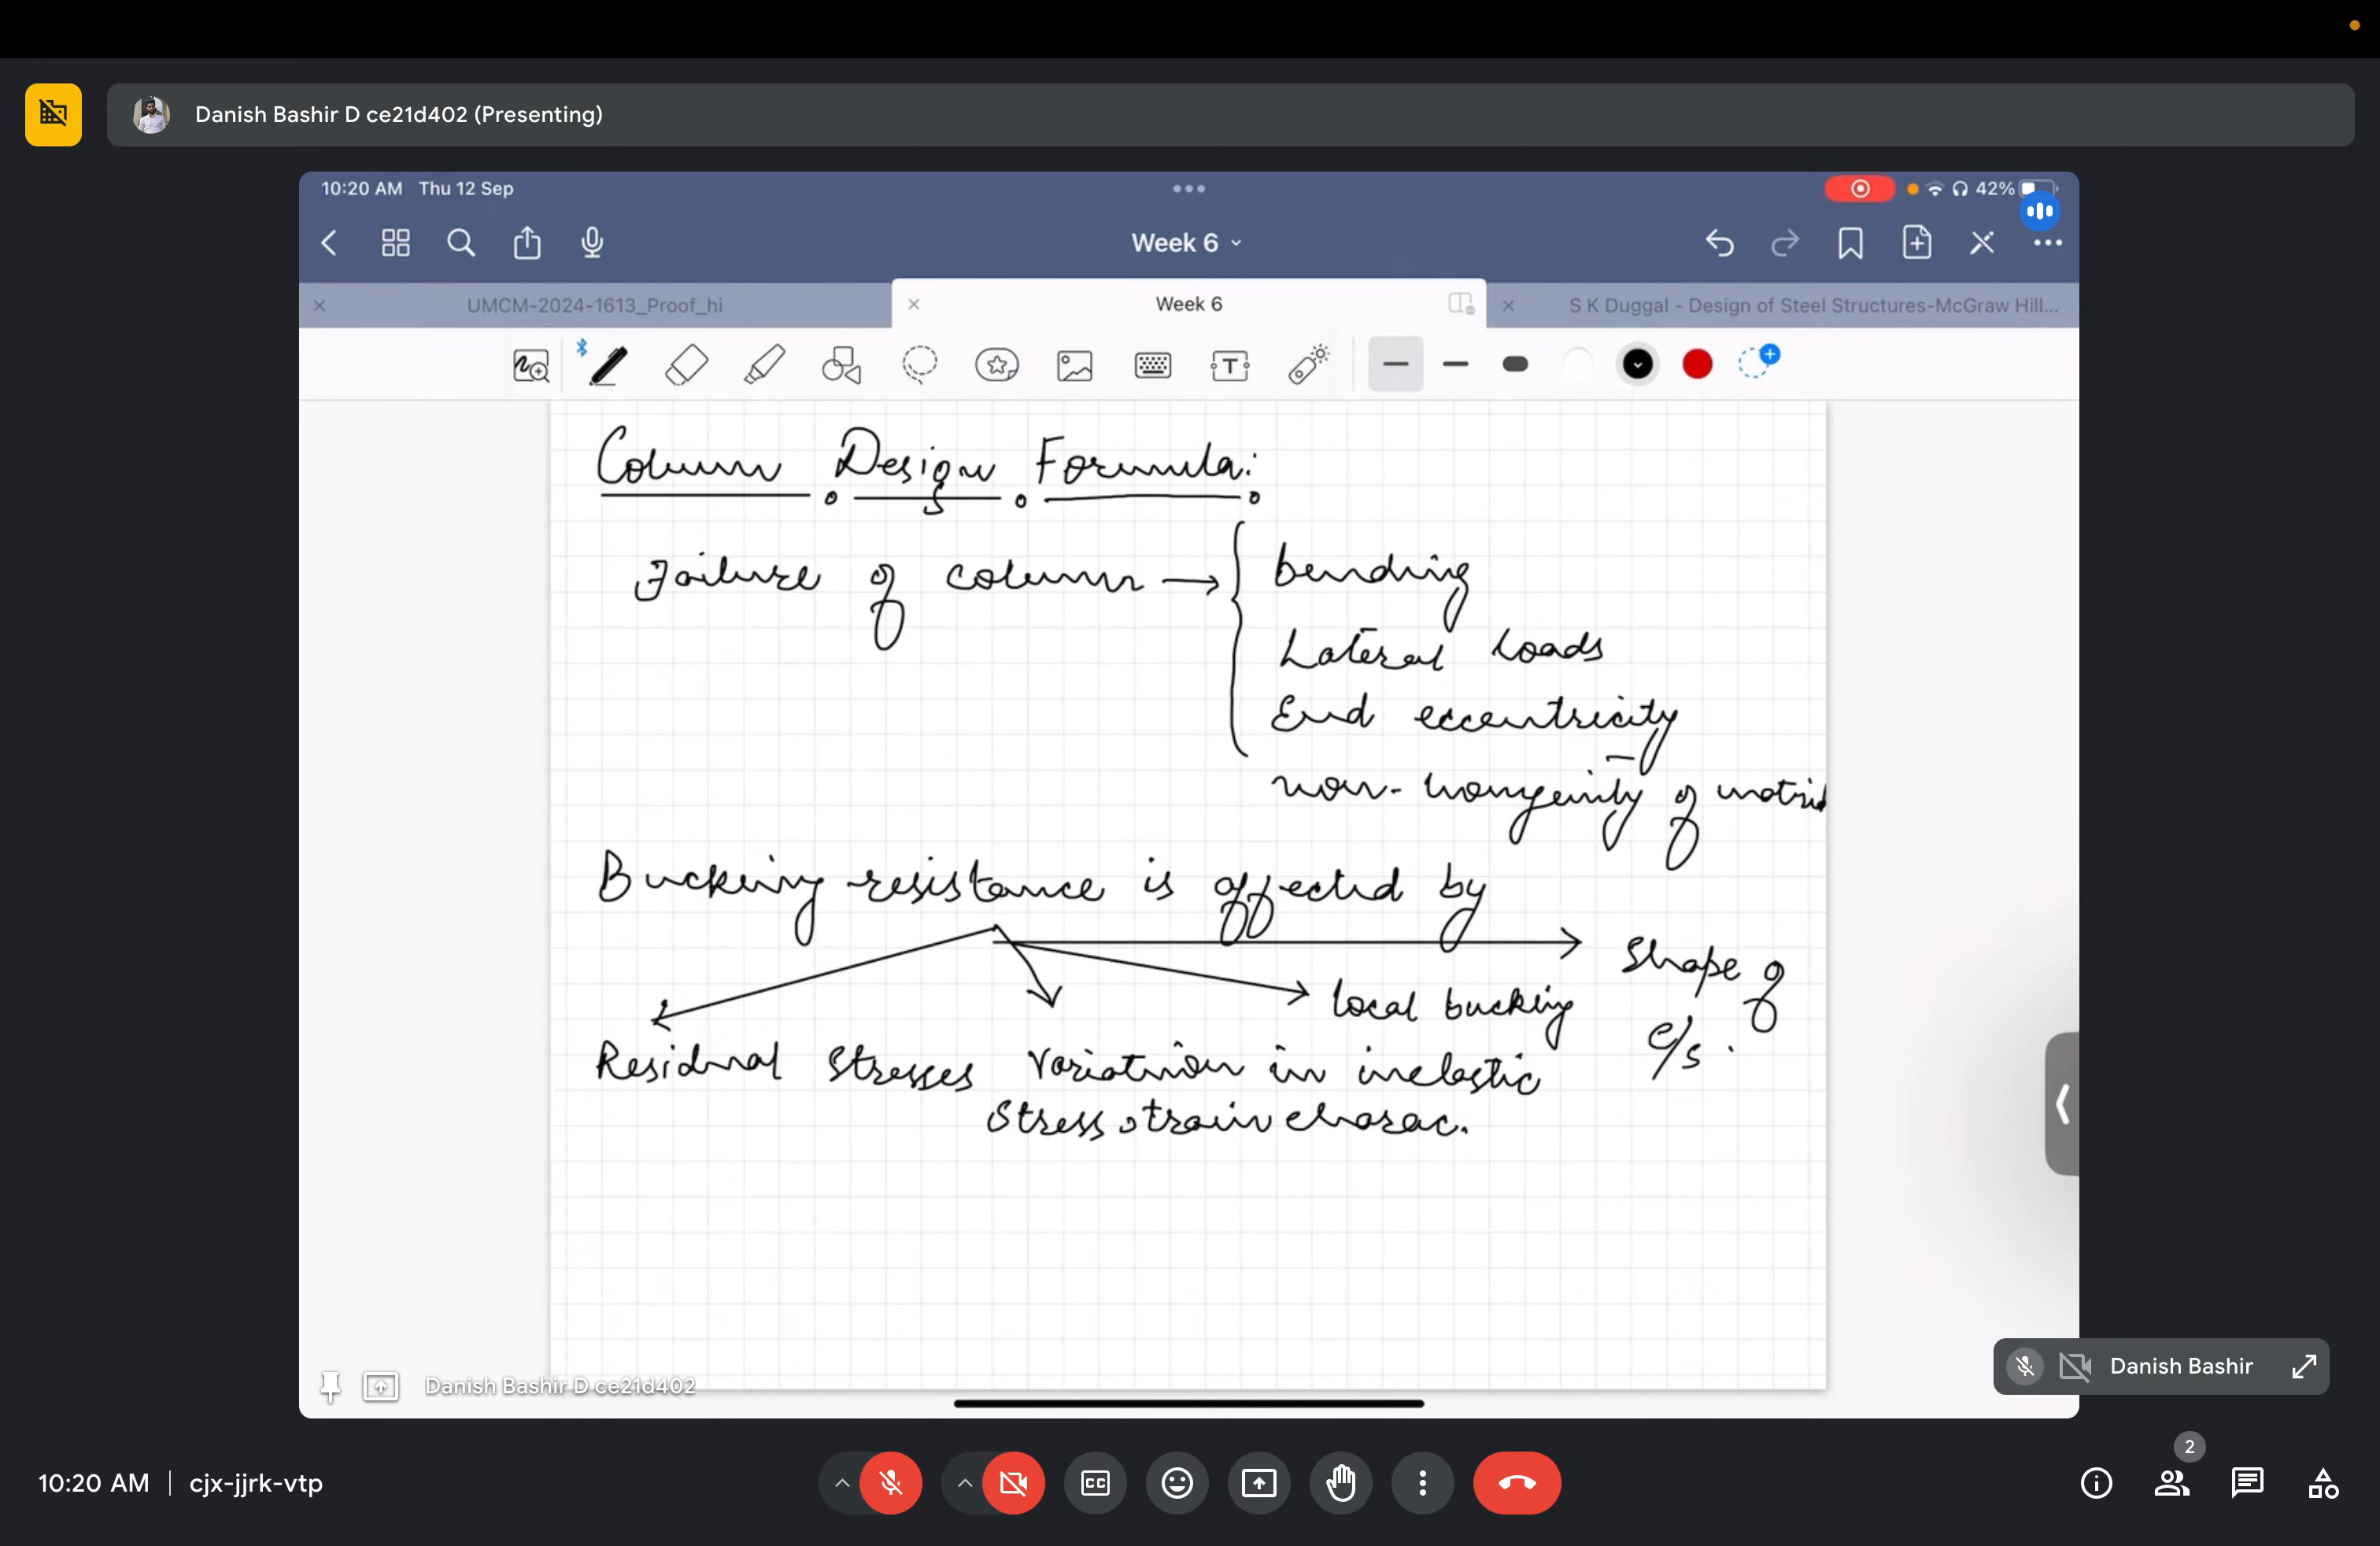 Danish Bashir D ce21d402 (Presenting)
10:20 AM Thu 12 Sep
42%
Week 6
UMCM-2024-1613_Proof_hi
Week 6
S K Duggal - Design of Steel Structures-McGraw Hill...
T
Column Design Formula:
Failure of column → bending
Lateral loads
End eccentricity
non- of
Buckling resistance is affected by
Shape of
local buckling
c/s.
Residual Stresses Variation in inelastic
Stress strain charac.
Danish Bashir D ce21d402
Danish Bashir
2
10:20 AM | cjx-jjrk-vtp
CC